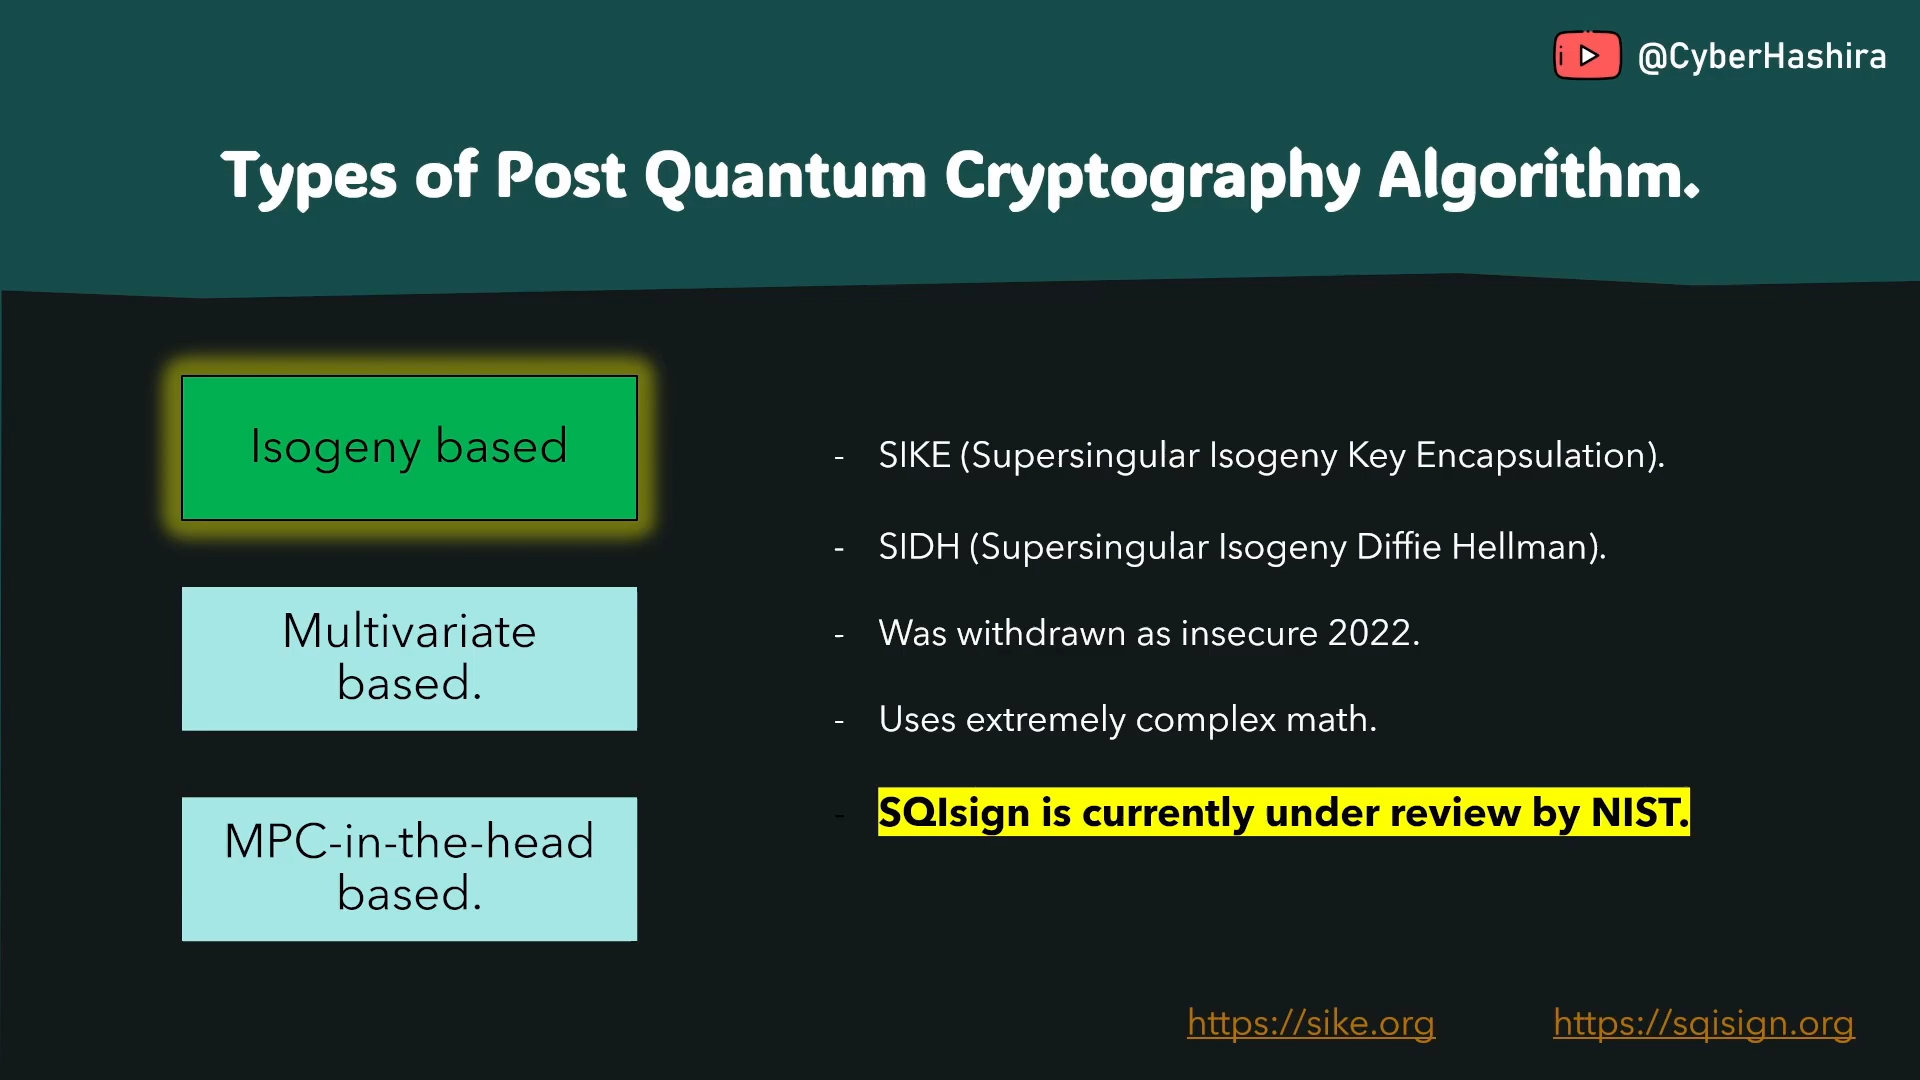 @CyberHashira
Types of Post Quantum Cryptography Algorithm.
Isogeny based
Multivariate
based.
MPC-in-the-head
based.
- SIKE (Supersingular Isogeny Key Encapsulation).
- SIDH (Supersingular Isogeny Diffie Hellman).
- Was withdrawn as insecure 2022.
- Uses extremely complex math.
- SQIsign is currently under review by NIST.
https://sike.org
https://sqisign.org